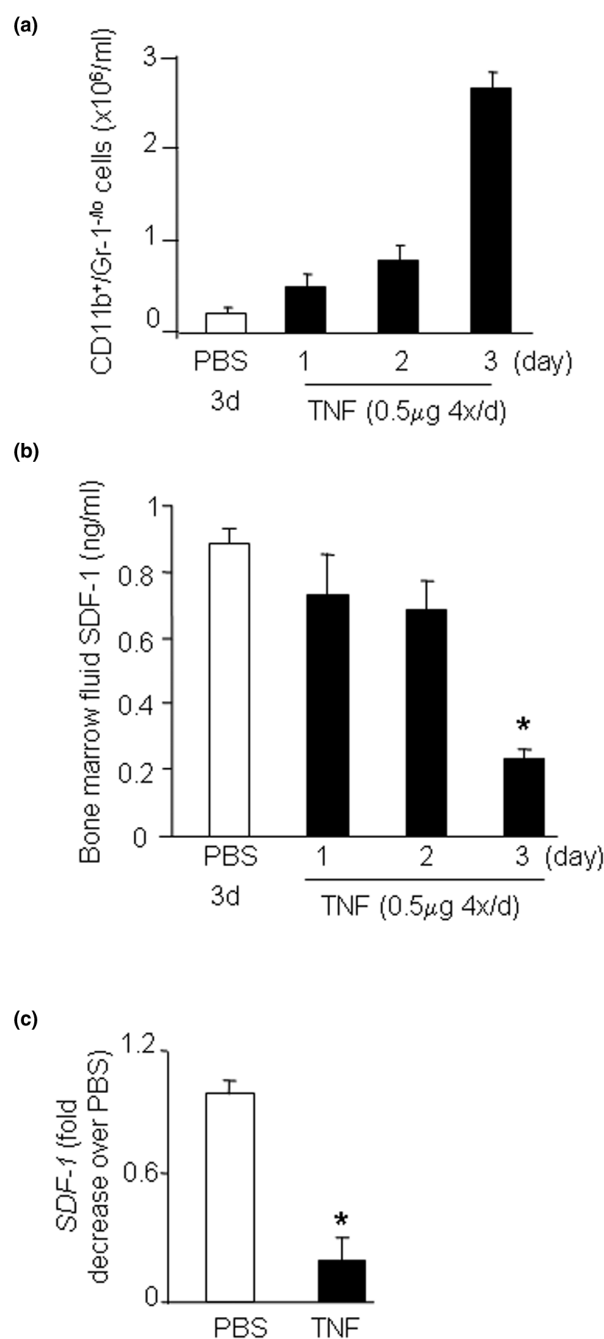 (a)
CD11b⁺/Gr-1⁻/ˡᵒ cells (x10⁶/ml)
3
2
1
0
PBS 1 2 3 (day)
3d TNF (0.5μg 4x/d)
(b)
Bone marrow fluid SDF-1 (ng/ml)
1
0.8
0.6
0.4
0.2
0
*
PBS 1 2 3 (day)
3d TNF (0.5μg 4x/d)
(c)
SDF-1 (fold
decrease over PBS)
1.2
0.6
0
*
PBS TNF